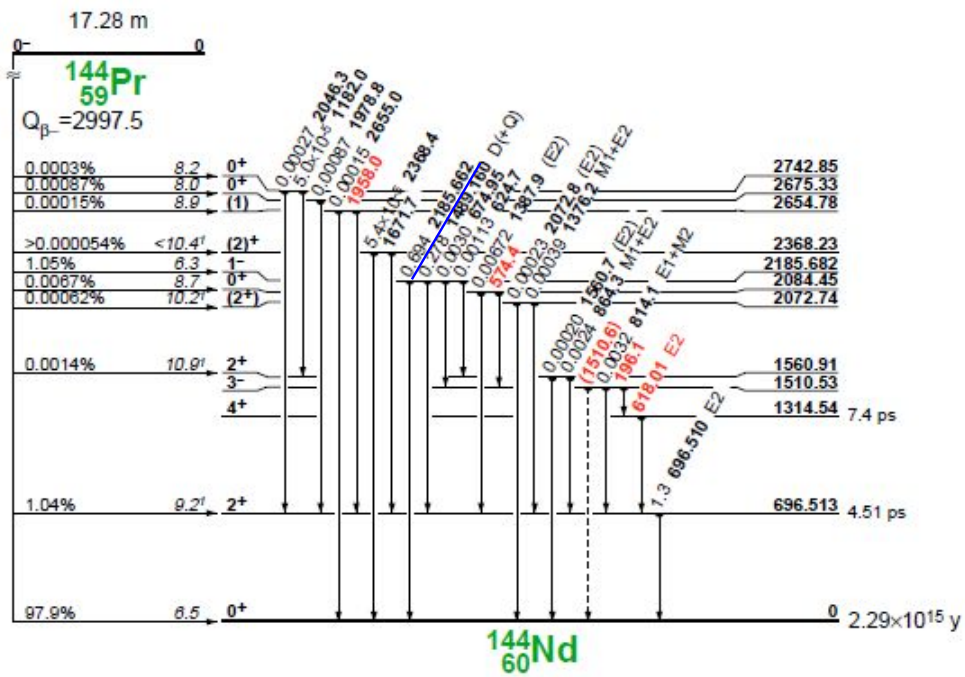 17.28 m
0− 0
≈
144
59Pr
Qβ−=2997.5
0.00027 2046.3
5.0×10⁻⁵ 1182.0
0.00087 1978.8
0.00015 2655.0
1958.0
5.4×10⁻⁵ 2368.4
1671.7
0.694 2185.662
0.278 1489.160 D(+Q)
0.0030 674.95
0.00113 624.7
0.00672 1387.9 (E2)
574.4
0.00023 2072.8 (E2)
0.00039 1376.2 M1+E2
0.00020 1560.7 (E2)
0.0024 864.3 M1+E2
(1510.6)
0.0032 814.1 E1+M2
196.1
618.01 E2
1.3 696.510 E2
0.0003% 8.2 0+ 2742.85
0.00087% 8.0 0+ 2675.33
0.00015% 8.9 (1) 2654.78
>0.000054% <10.4¹ (2)+ 2368.23
1.05% 6.3 1− 2185.682
0.0067% 8.7 0+ 2084.45
0.00062% 10.2¹ (2+) 2072.74
0.0014% 10.9¹ 2+ 1560.91
3− 1510.53
4+ 1314.54 7.4 ps
1.04% 9.2¹ 2+ 696.513 4.51 ps
97.9% 6.5 0+ 0 2.29×10¹⁵ y
144
60Nd